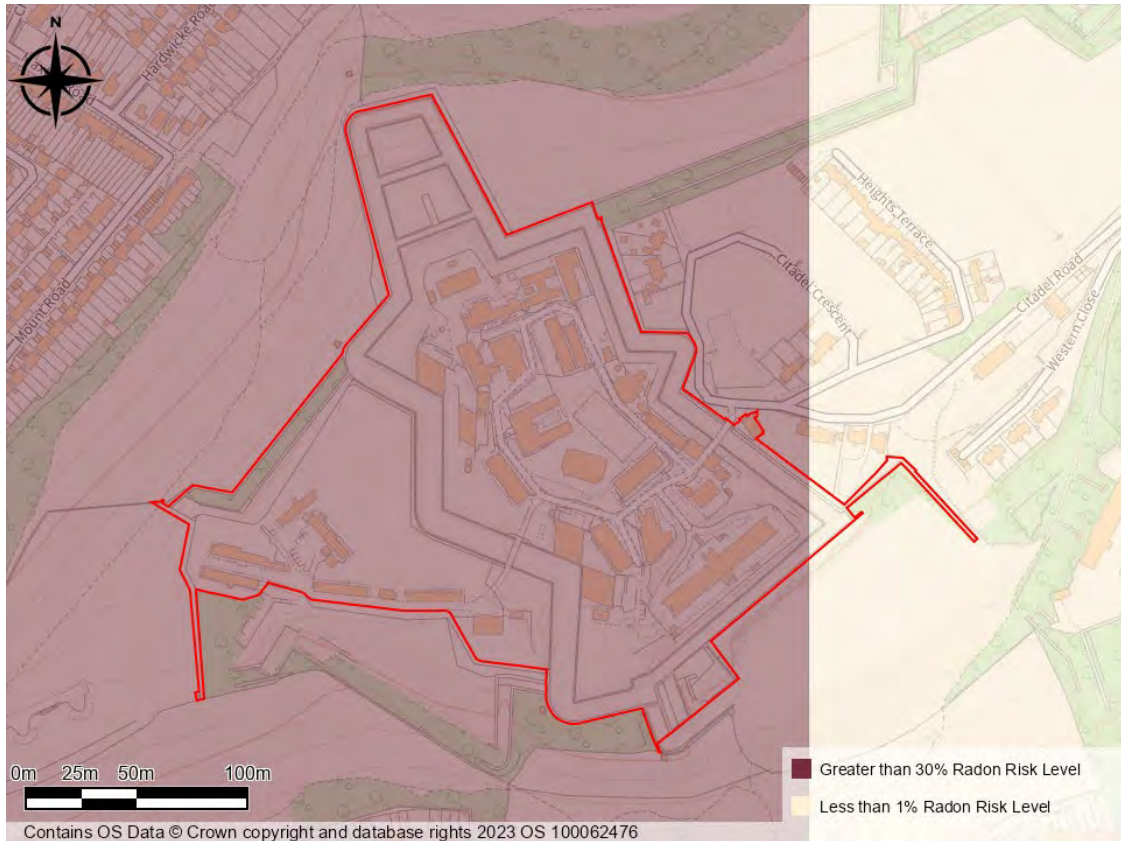 N
Hardwicke Road
Road
Mount Road
Heights Terrace
Citadel Crescent
Citadel Road
Western Close
0m 25m 50m 100m
Greater than 30% Radon Risk Level
Less than 1% Radon Risk Level
Contains OS Data © Crown copyright and database rights 2023 OS 100062476